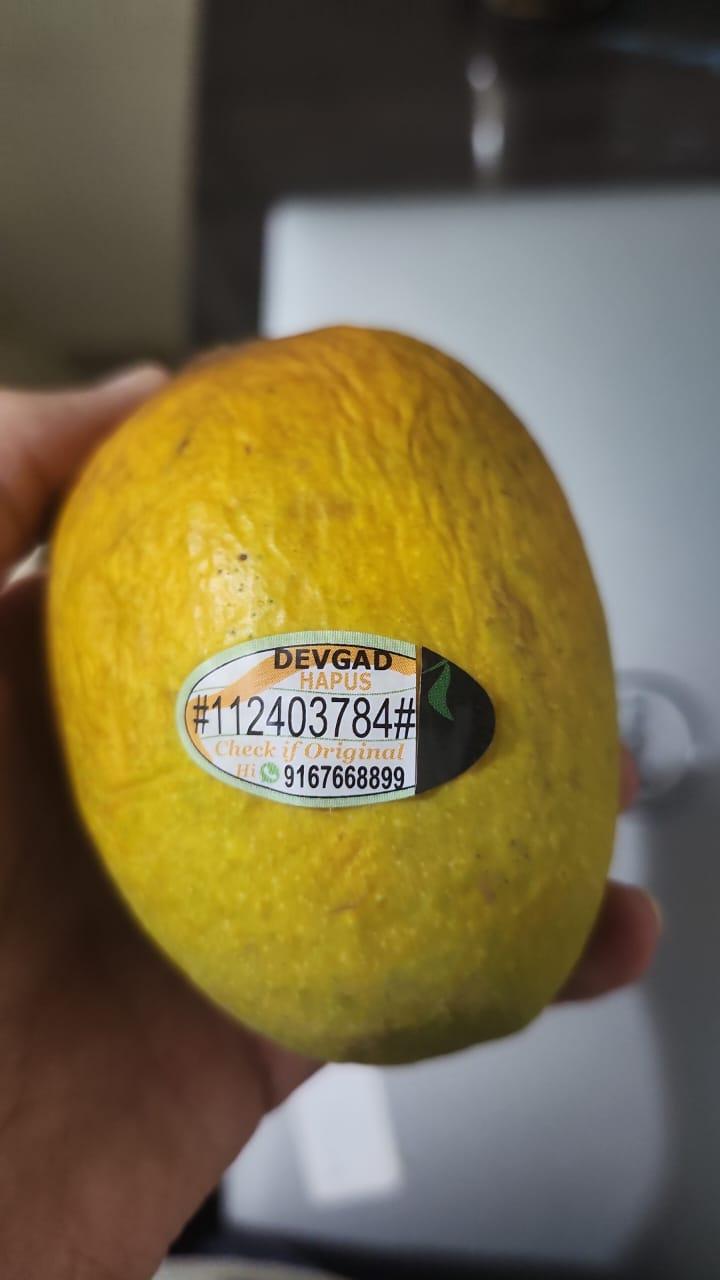 DEVGAD
HAPUS
#112403784#
Check if Original
Hi 9167668899